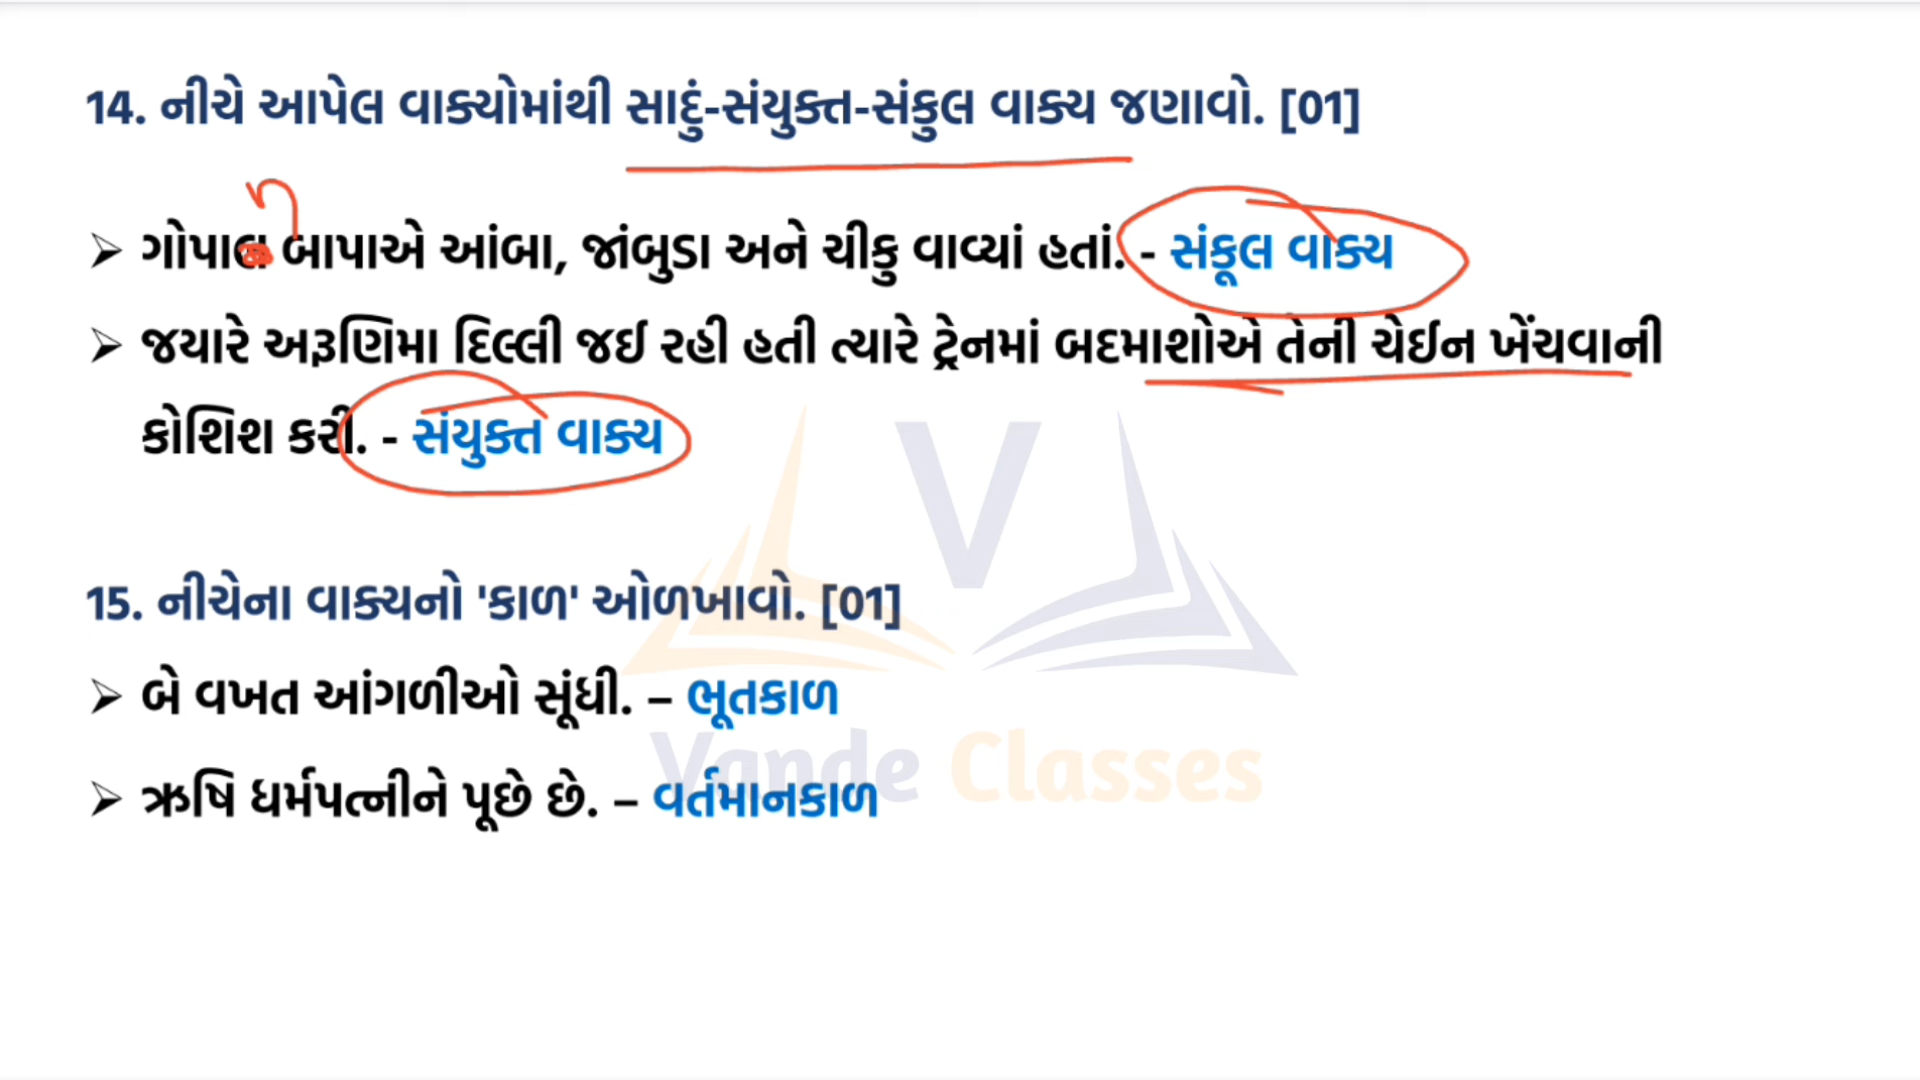 14. નીચે આપેલ વાક્યોમાંથી સાદું-સંયુક્ત-સંકુલ વાક્ય જણાવો. [01]
➢ ગોપાલ બાપાએ આંબા, જાંબુડા અને ચીકુ વાવ્યાં હતાં. - સંકૂલ વાક્ય
➢ જયારે અરૂણિમા દિલ્લી જઈ રહી હતી ત્યારે ટ્રેનમાં બદમાશોએ તેની ચેઈન ખેંચવાની
કોશિશ કરી. - સંયુક્ત વાક્ય
15. નીચેના વાક્યનો 'કાળ' ઓળખાવો. [01]
➢ બે વખત આંગળીઓ સૂંઘી. – ભૂતકાળ
➢ ઋષિ ધર્મપત્નીને પૂછે છે. – વર્તમાનકાળ
V
Vande Classes